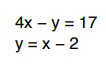 4x − y = 17
y = x − 2